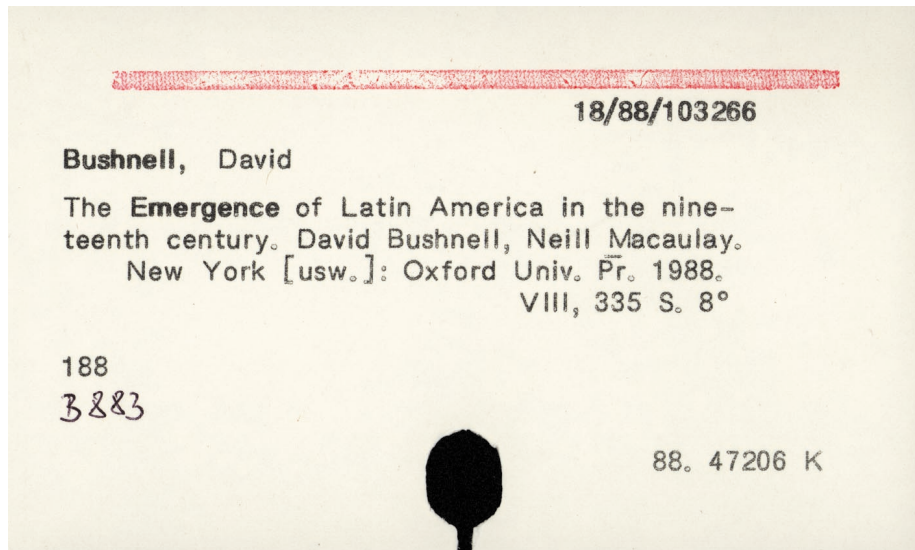 18/88/103266
Bushnell, David
The Emergence of Latin America in the nine-
teenth century. David Bushnell, Neill Macaulay.
New York [usw.]: Oxford Univ. Pr. 1988.
VIII, 335 S. 8°
188
B883
88. 47206 K